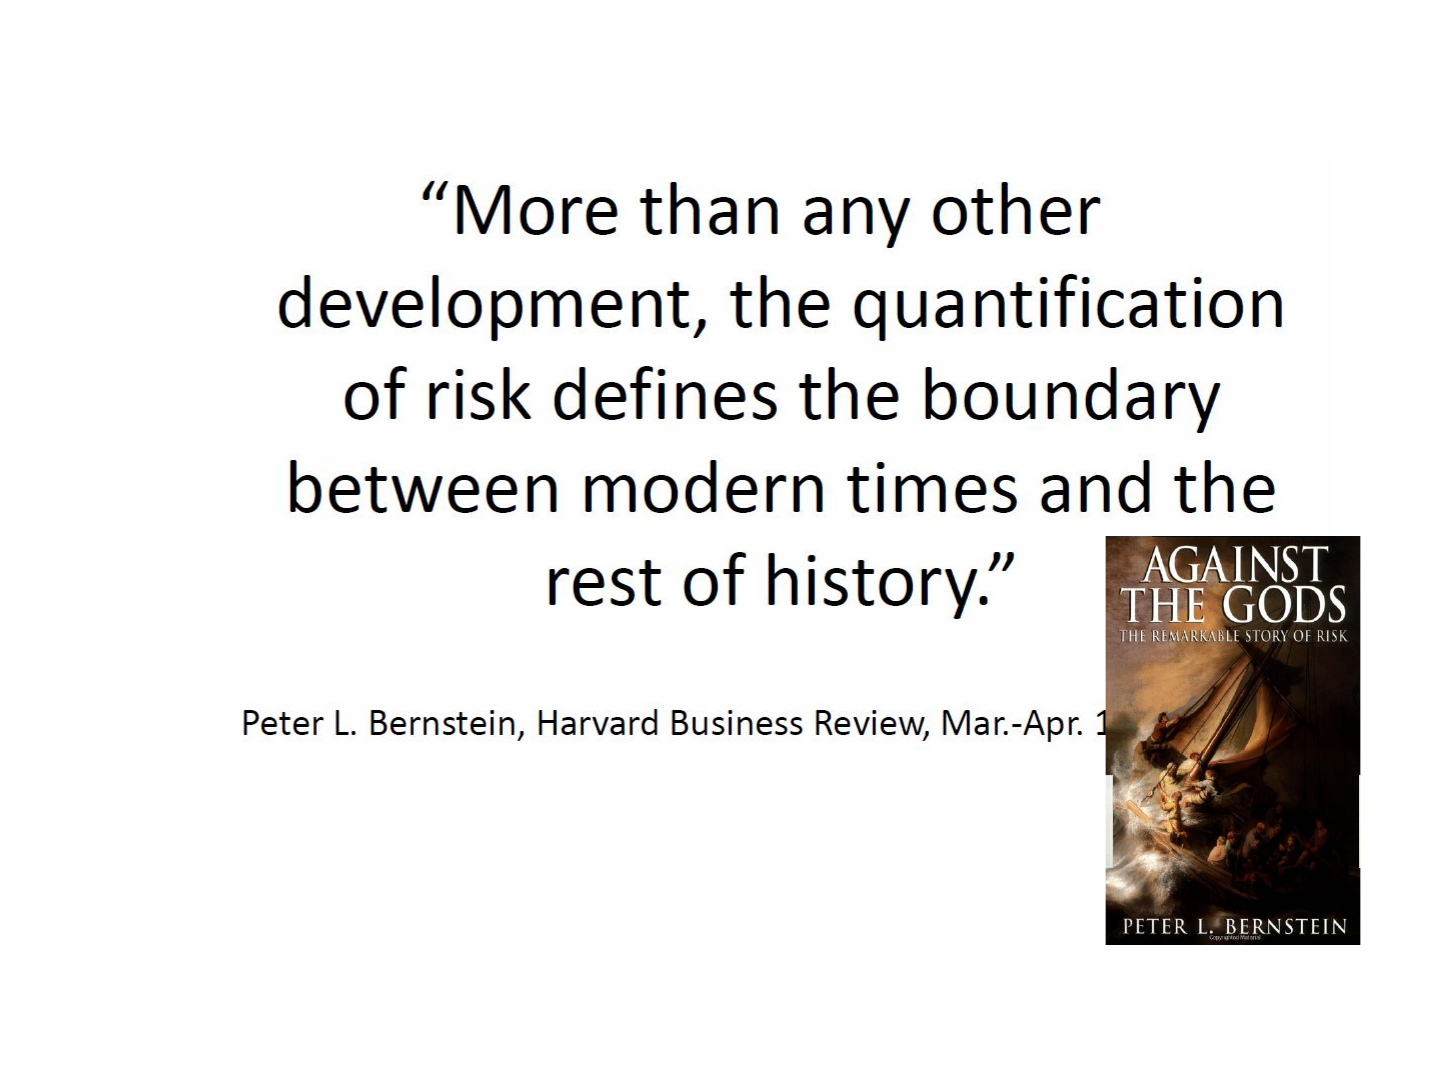 “More than any other
development, the quantification
of risk defines the boundary
between modern times and the
rest of history.”
Peter L. Bernstein, Harvard Business Review, Mar.-Apr. 1
AGAINST
THE GODS
THE REMARKABLE STORY OF RISK
PETER L. BERNSTEIN
Copyrighted Material